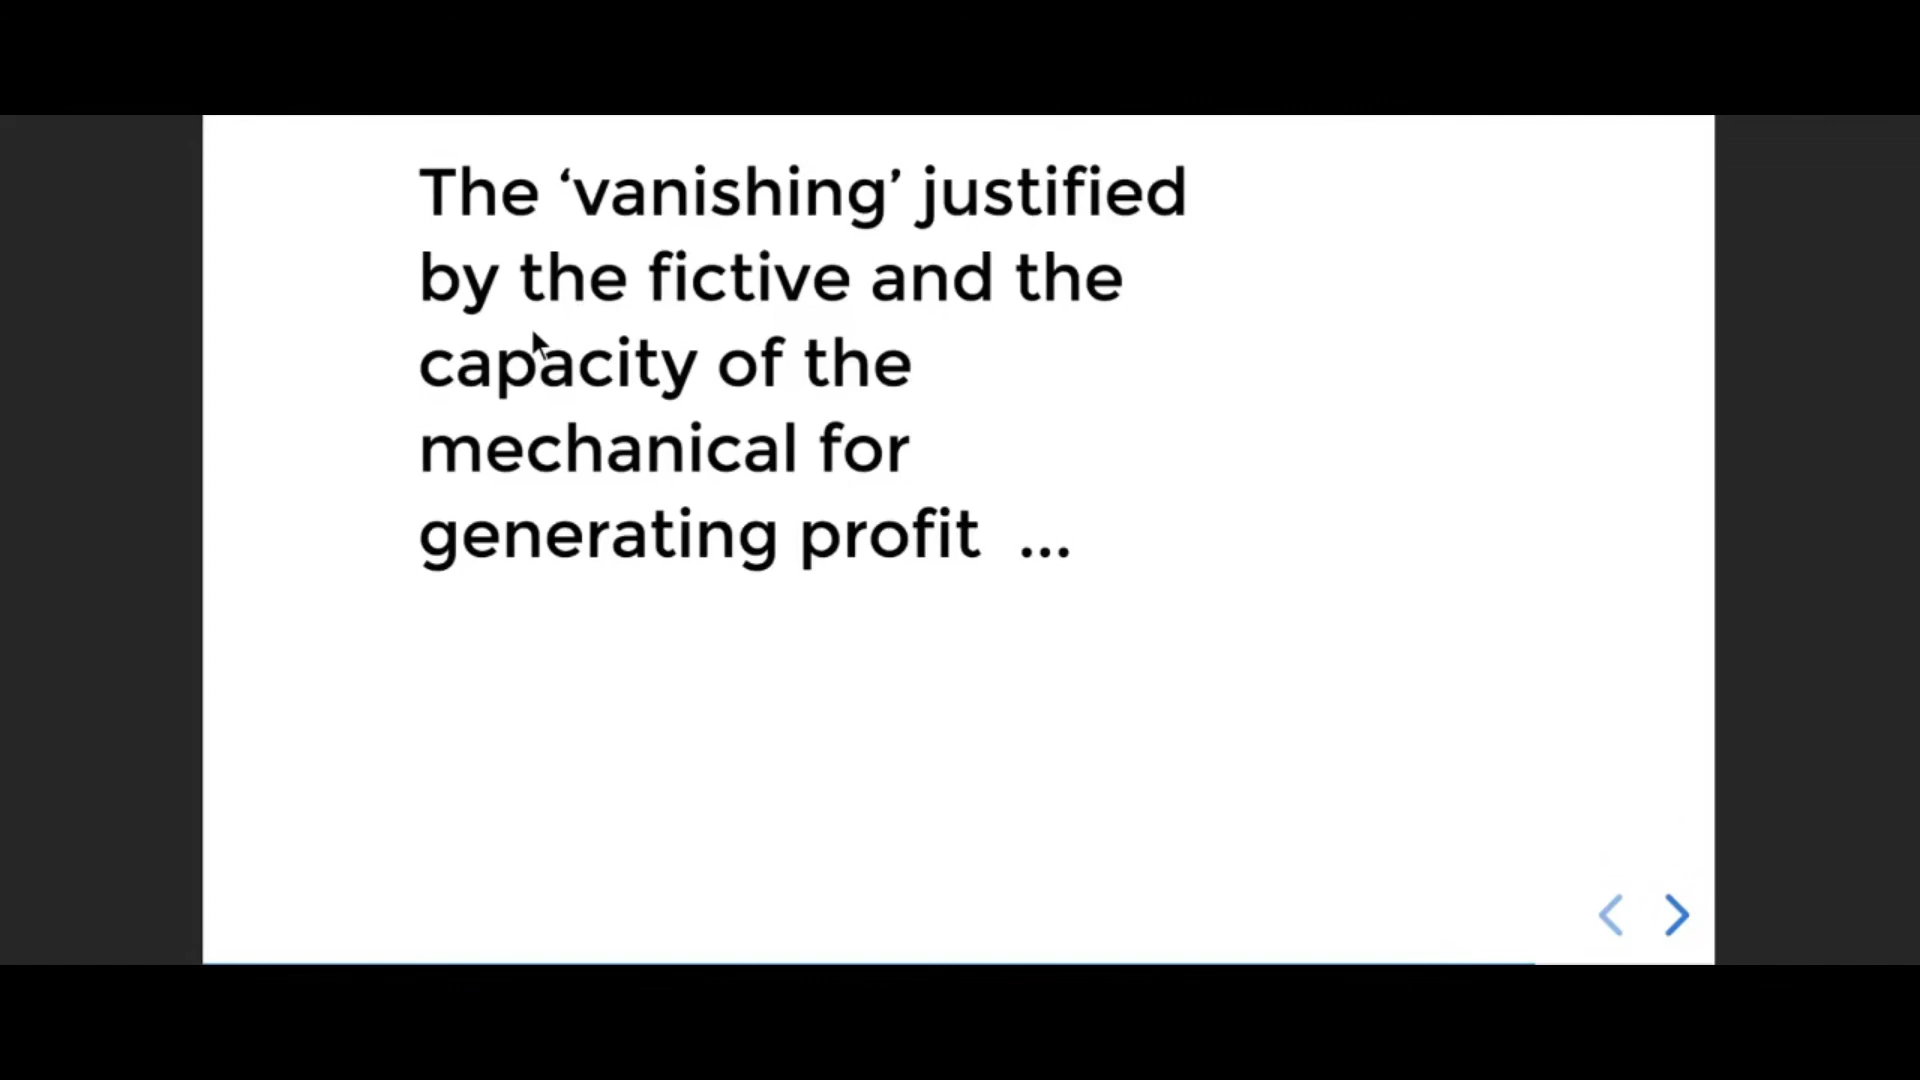 The ‘vanishing’ justified
by the fictive and the
capacity of the
mechanical for
generating profit  ...